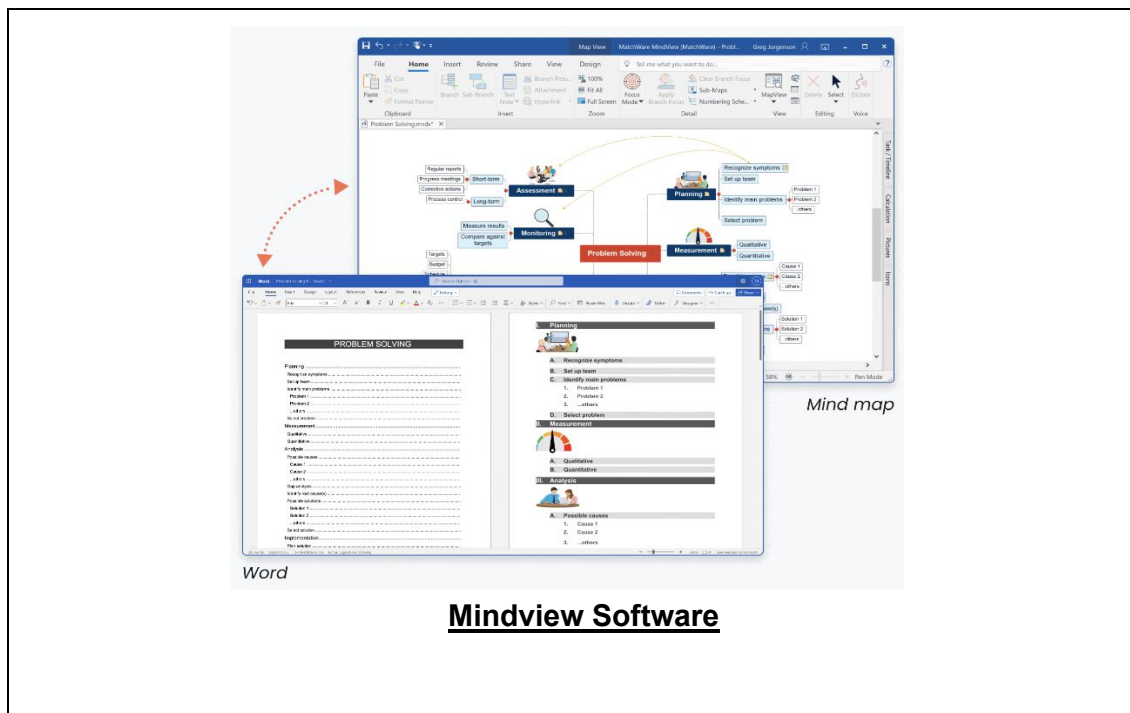 Map View MatchWare MindView (MatchWare) - Probl... Greg Jorgenson
File Home Insert Review Share View Design Tell me what you want to do...
Paste
Cut
Copy
Format Painter
Clipboard
Branch Sub-Branch
Text Note
Branch Pictu...
Attachment
Hyperlink
Insert
100%
Fit All
Full Screen
Zoom
Focus Mode
Apply Branch Focus
Clear Branch Focus
Sub-Maps
Numbering Sche...
Detail
MapView
View
Delete Select
Editing
Dictate
Voice
Problem Solving.mvdx*
Task / Timeline
Calculation
Pictures
Icons
Regular reports
Progress meetings
Corrective actions
Process control
Short-term
Long-term
Assessment
Measure results
Compare against
targets
Monitoring
Targets
Budget
Schedule
Problem Solving
Planning
Recognize symptoms
Set up team
Identify main problems
Problem 1
Problem 2
...others
Select problem
Measurement
Qualitative
Quantitative
Cause 1
Cause 2
...others
Solution 1
Solution 2
...others
58%
Pen Mode
Mind map
Word
File Home Insert Design Layout References Review View Help Editing
Comments Catch up Share
PROBLEM SOLVING
Planning
Recognize symptoms
Set up team
Identify main problems
Problem 1
Problem 2
...others
Select problem
Measurement
Qualitative
Quantitative
Analysis
Possible causes
Cause 1
Cause 2
...others
Gap analysis
Identify root cause(s)
Possible solutions
Solution 1
Solution 2
...others
Select solution
Implementation
Plan solution
I. Planning
A. Recognize symptoms
B. Set up team
C. Identify main problems
1. Problem 1
2. Problem 2
3. ...others
D. Select problem
II. Measurement
A. Qualitative
B. Quantitative
III. Analysis
A. Possible causes
1. Cause 1
2. Cause 2
3. ...others
Word
Mindview Software